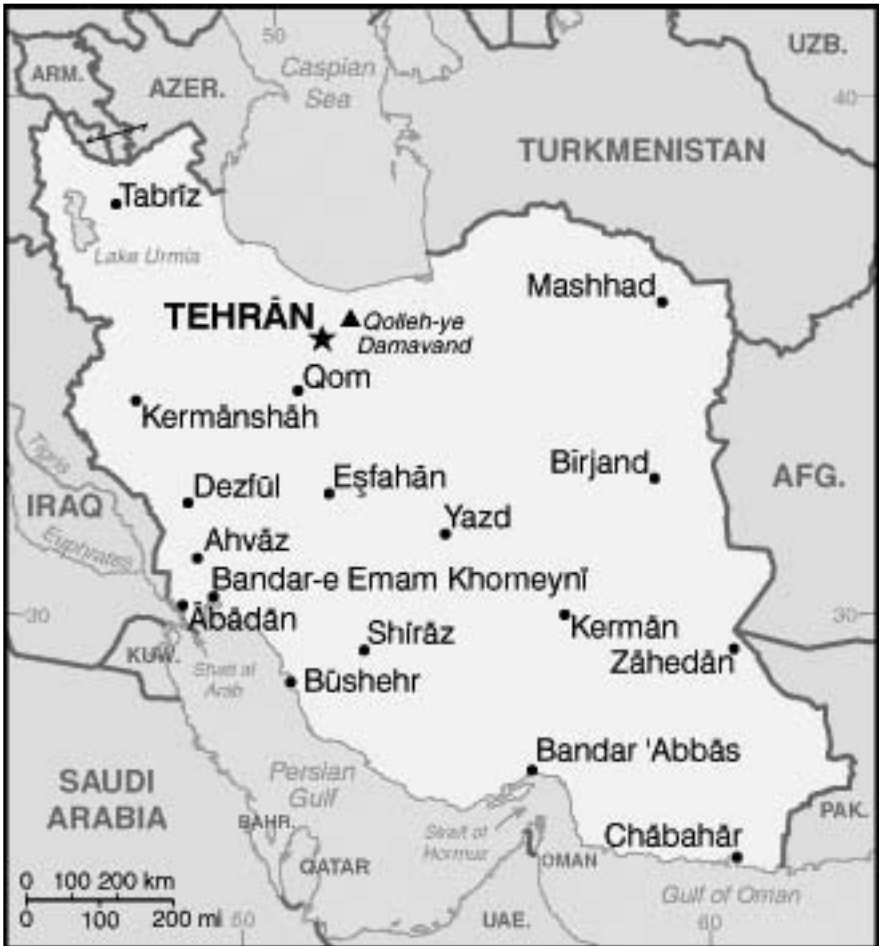 50
UZB.
ARM.
AZER.
Caspian
Sea
40
40
TURKMENISTAN
Tabrīz
Lake Urmia
Mashhad
TEHRĀN
Qolleh-ye
Damavand
Qom
Kermānshāh
Tigris
Bīrjand
AFG.
Dezfūl
Eşfahān
IRAQ
Yazd
Euphrates
Ahvāz
Bandar-e Emam Khomeynī
30
Ābādān
Kermān
30
Shīrāz
KUW.
Shatt al
Arab
Zāhedān
Būshehr
Bandar 'Abbās
SAUDI
ARABIA
Persian
Gulf
BAHR.
Strait of
Hormuz
PAK.
Chābahār
QATAR
OMAN
0 100 200 km
0 100 200 mi
Gulf of Oman
50
UAE.
60